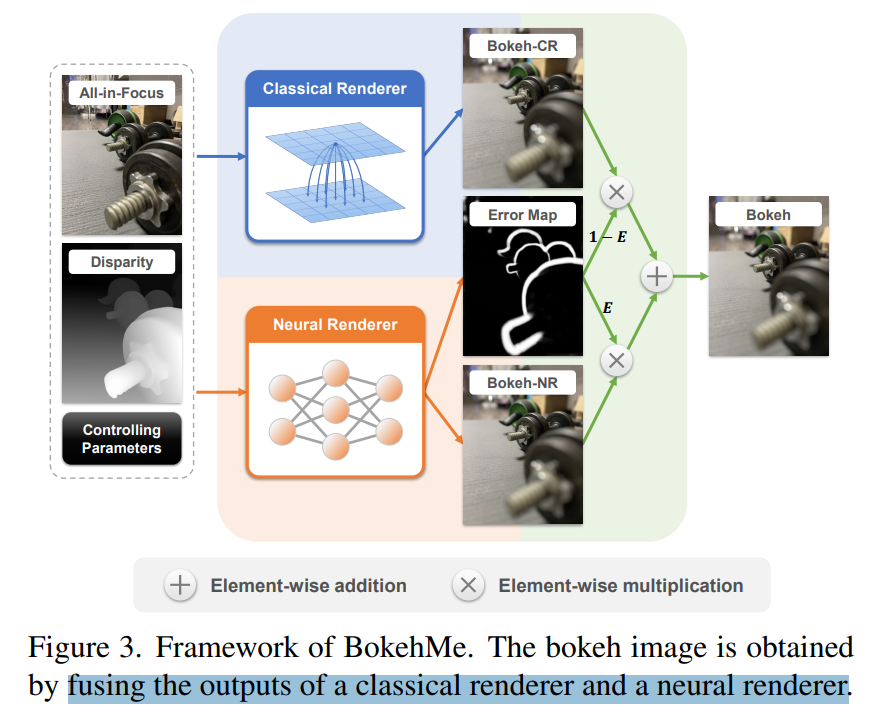 All-in-Focus
Disparity
Controlling
Parameters
Classical Renderer
Neural Renderer
Bokeh-CR
Error Map
Bokeh-NR
1 − E
E
Bokeh
Element-wise addition
Element-wise multiplication
Figure 3. Framework of BokehMe. The bokeh image is obtained
by fusing the outputs of a classical renderer and a neural renderer.